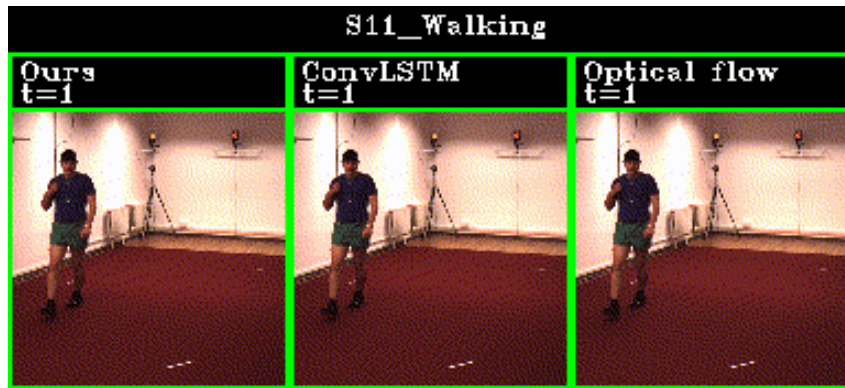 S11_Walking
Ours
t=1
ConvLSTM
t=1
Optical flow
t=1